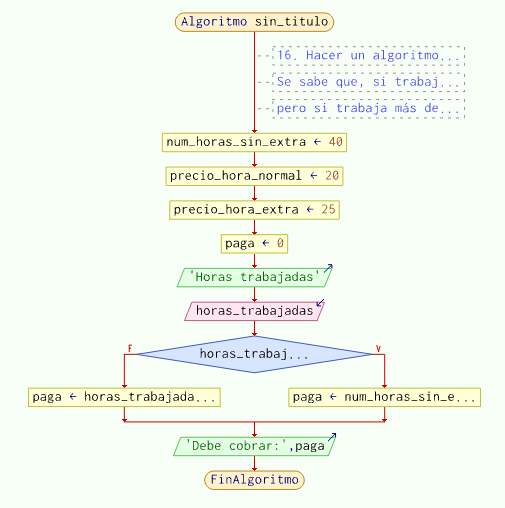 Algoritmo sin_titulo
16. Hacer un algoritmo...
Se sabe que, si trabaj...
pero si trabaja más de...
num_horas_sin_extra ← 40
precio_hora_normal ← 20
precio_hora_extra ← 25
paga ← 0
'Horas trabajadas'
horas_trabajadas
F
V
horas_trabaj...
paga ← horas_trabajada...
paga ← num_horas_sin_e...
'Debe cobrar:',paga
FinAlgoritmo